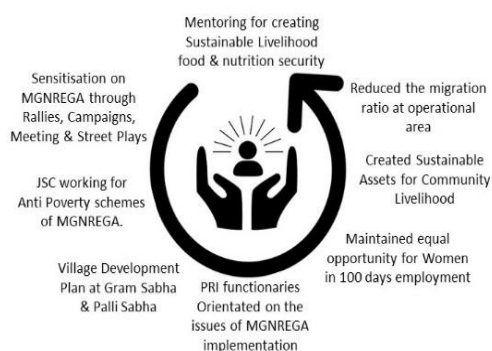 Mentoring for creating
Sustainable Livelihood
food & nutrition security
Sensitisation on
MGNREGA through
Rallies, Campaigns,
Meeting & Street Plays
JSC working for
Anti Poverty schemes
of MGNREGA.
Village Development
Plan at Gram Sabha
& Palli Sabha
PRI functionaries
Orientated on the
issues of MGNREGA
implementation
Maintained equal
opportunity for Women
in 100 days employment
Created Sustainable
Assets for Community
Livelihood
Reduced the migration
ratio at operational
area